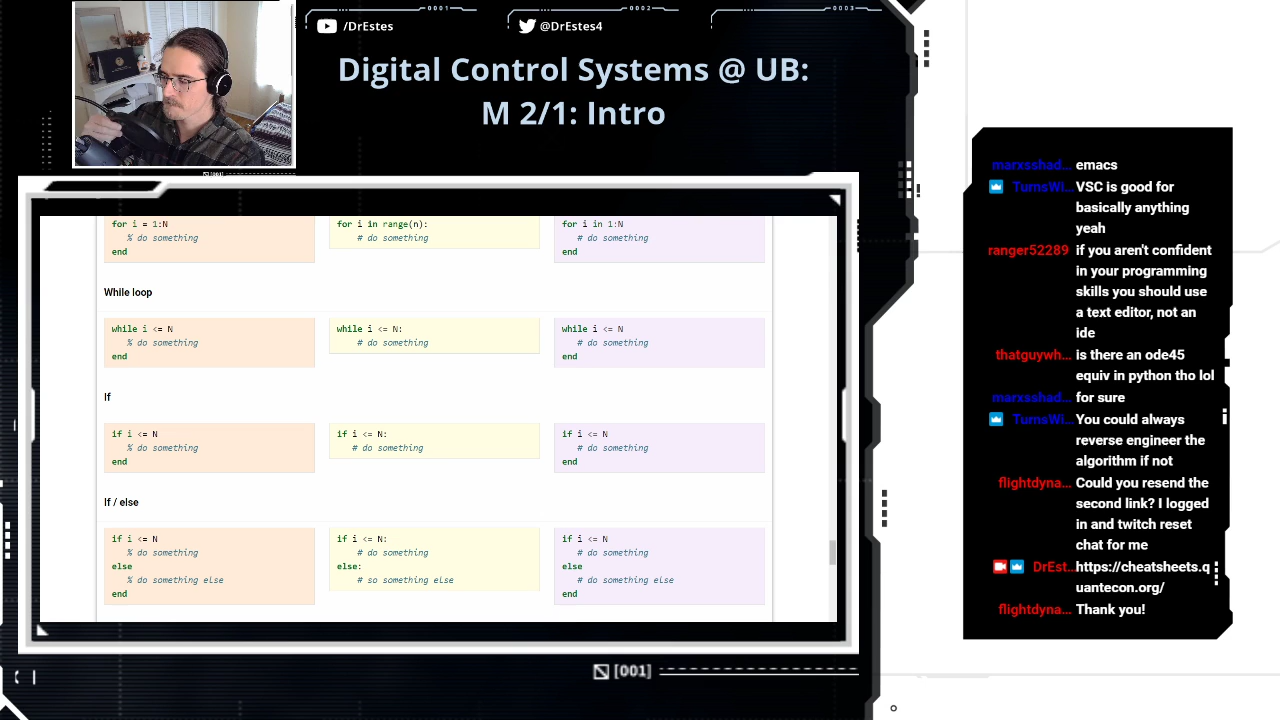 0001
0002
0003
/DrEstes
@DrEstes4
Digital Control Systems @ UB:
M 2/1: Intro
[001]
for i = 1:N
% do something
end
for i in range(n):
# do something
for i in 1:N
# do something
end
While loop
while i <= N
% do something
end
while i <= N:
# do something
while i <= N
# do something
end
If
if i <= N
% do something
end
if i <= N:
# do something
if i <= N
# do something
end
If / else
if i <= N
% do something
else
% do something else
end
if i <= N:
# do something
else:
# so something else
if i <= N
# do something
else
# do something else
end
[001]
marxsshad… emacs
TurnsWi… VSC is good for
basically anything
yeah
ranger52289 if you aren't confident
in your programming
skills you should use
a text editor, not an
ide
thatguywh… is there an ode45
equiv in python tho lol
marxsshad… for sure
TurnsWi… You could always
reverse engineer the
algorithm if not
flightdyna… Could you resend the
second link? I logged
in and twitch reset
chat for me
DrEst… https://cheatsheets.q
uantecon.org/
flightdyna… Thank you!